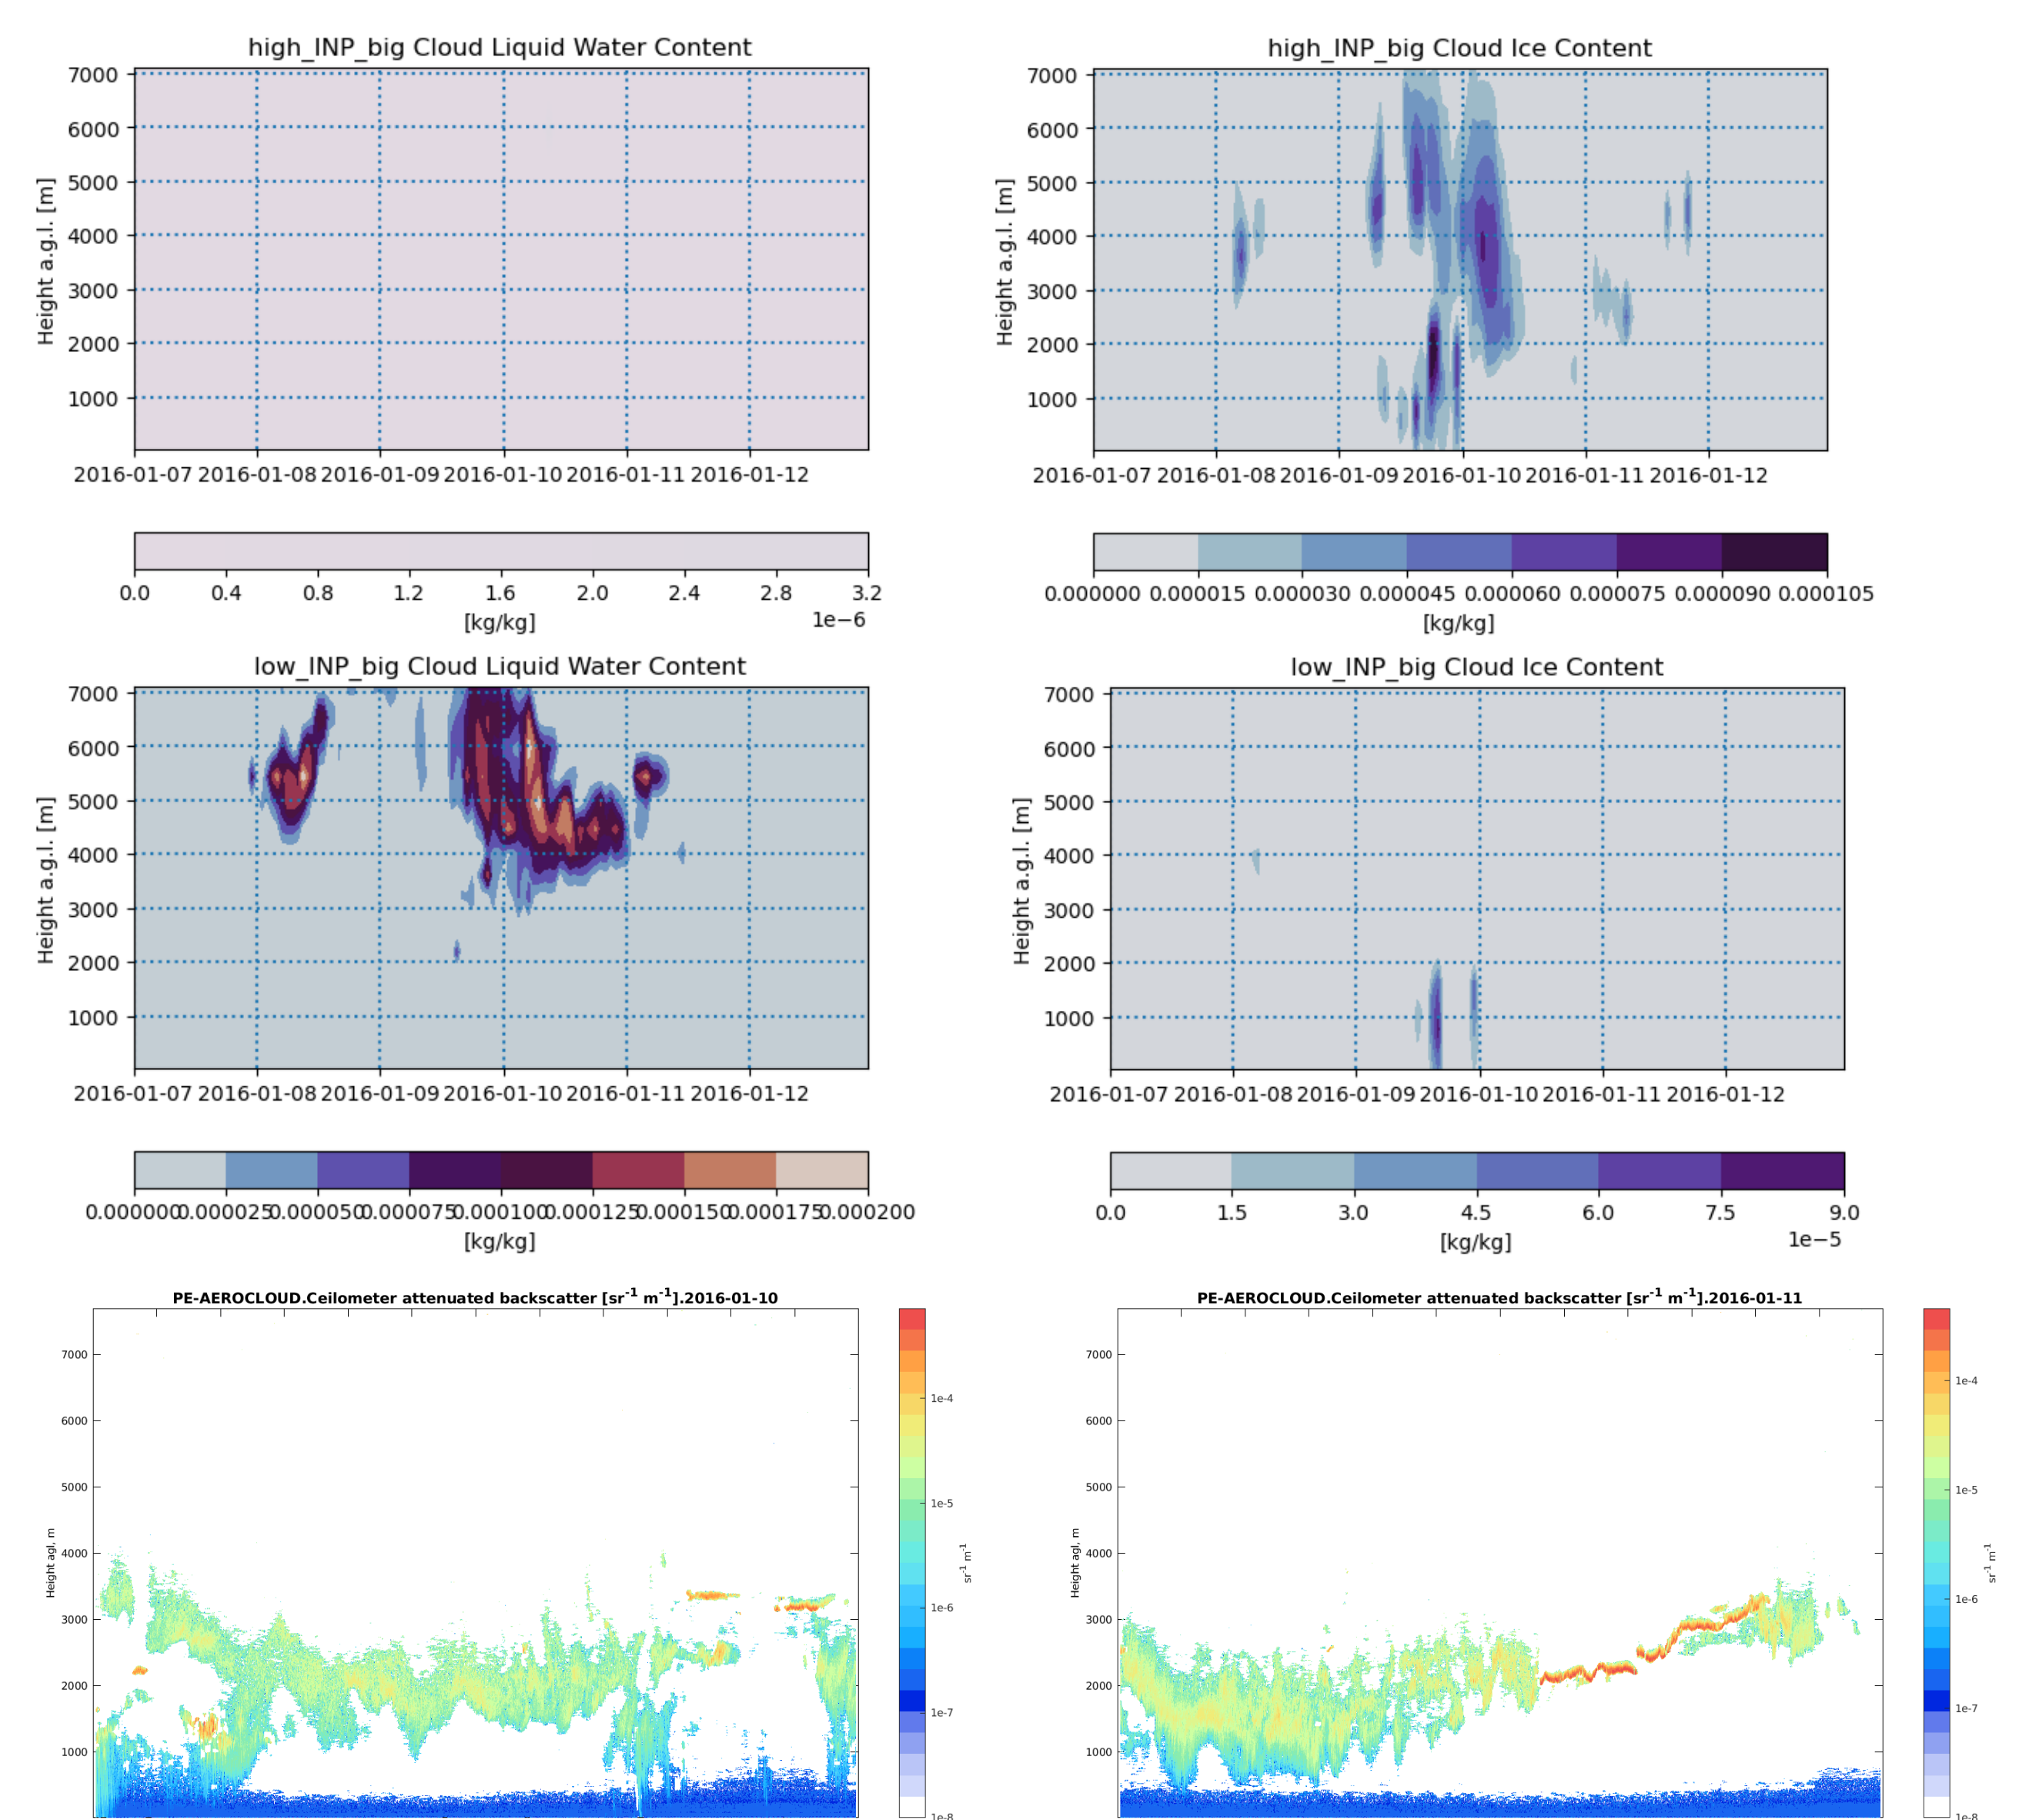 high_INP_big Cloud Liquid Water Content
7000
6000
5000
4000
3000
2000
1000
Height a.g.l. [m]
2016-01-07 2016-01-08 2016-01-09 2016-01-10 2016-01-11 2016-01-12
0.0 0.4 0.8 1.2 1.6 2.0 2.4 2.8 3.2
[kg/kg]
1e−6
high_INP_big Cloud Ice Content
7000
6000
5000
4000
3000
2000
1000
Height a.g.l. [m]
2016-01-07 2016-01-08 2016-01-09 2016-01-10 2016-01-11 2016-01-12
0.000000 0.000015 0.000030 0.000045 0.000060 0.000075 0.000090 0.000105
[kg/kg]
low_INP_big Cloud Liquid Water Content
7000
6000
5000
4000
3000
2000
1000
Height a.g.l. [m]
2016-01-07 2016-01-08 2016-01-09 2016-01-10 2016-01-11 2016-01-12
0.000000 0.000025 0.000050 0.000075 0.000100 0.000125 0.000150 0.000175 0.000200
[kg/kg]
low_INP_big Cloud Ice Content
7000
6000
5000
4000
3000
2000
1000
Height a.g.l. [m]
2016-01-07 2016-01-08 2016-01-09 2016-01-10 2016-01-11 2016-01-12
0.0 1.5 3.0 4.5 6.0 7.5 9.0
[kg/kg]
1e−5
PE-AEROCLOUD.Ceilometer attenuated backscatter [sr-1 m-1].2016-01-10
7000
6000
5000
4000
3000
2000
1000
Height agl, m
1e-4
1e-5
1e-6
1e-7
1e-8
sr-1 m-1
PE-AEROCLOUD.Ceilometer attenuated backscatter [sr-1 m-1].2016-01-11
7000
6000
5000
4000
3000
2000
1000
Height agl, m
1e-4
1e-5
1e-6
1e-7
1e-8
sr-1 m-1